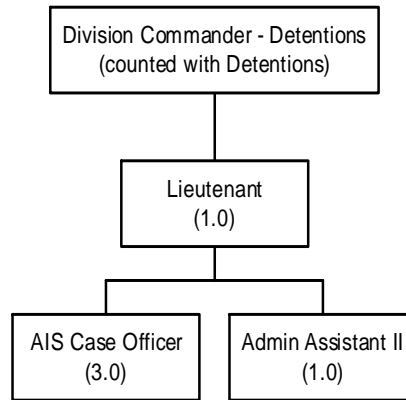 Division Commander - Detentions
(counted with Detentions)
Lieutenant
(1.0)
AIS Case Officer
(3.0)
Admin Assistant II
(1.0)